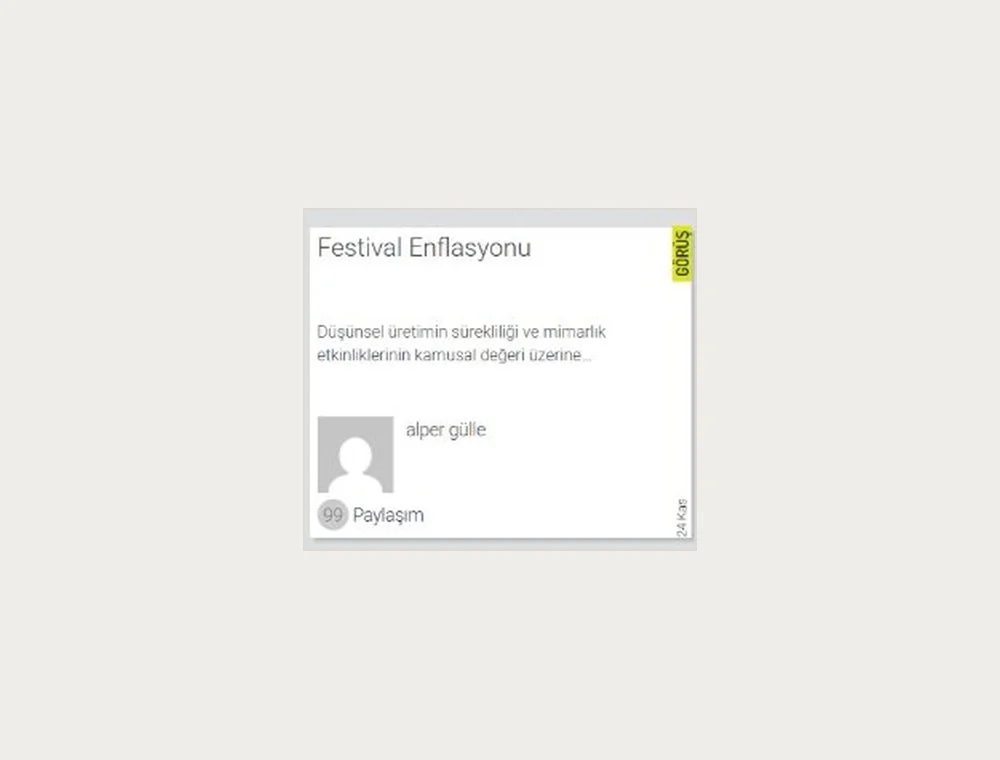 Festival Enflasyonu
GÖRÜŞ
Düşünsel üretimin sürekliliği ve mimarlık
etkinliklerinin kamusal değeri üzerine...
alper gülle
99 Paylaşım
24 Kas